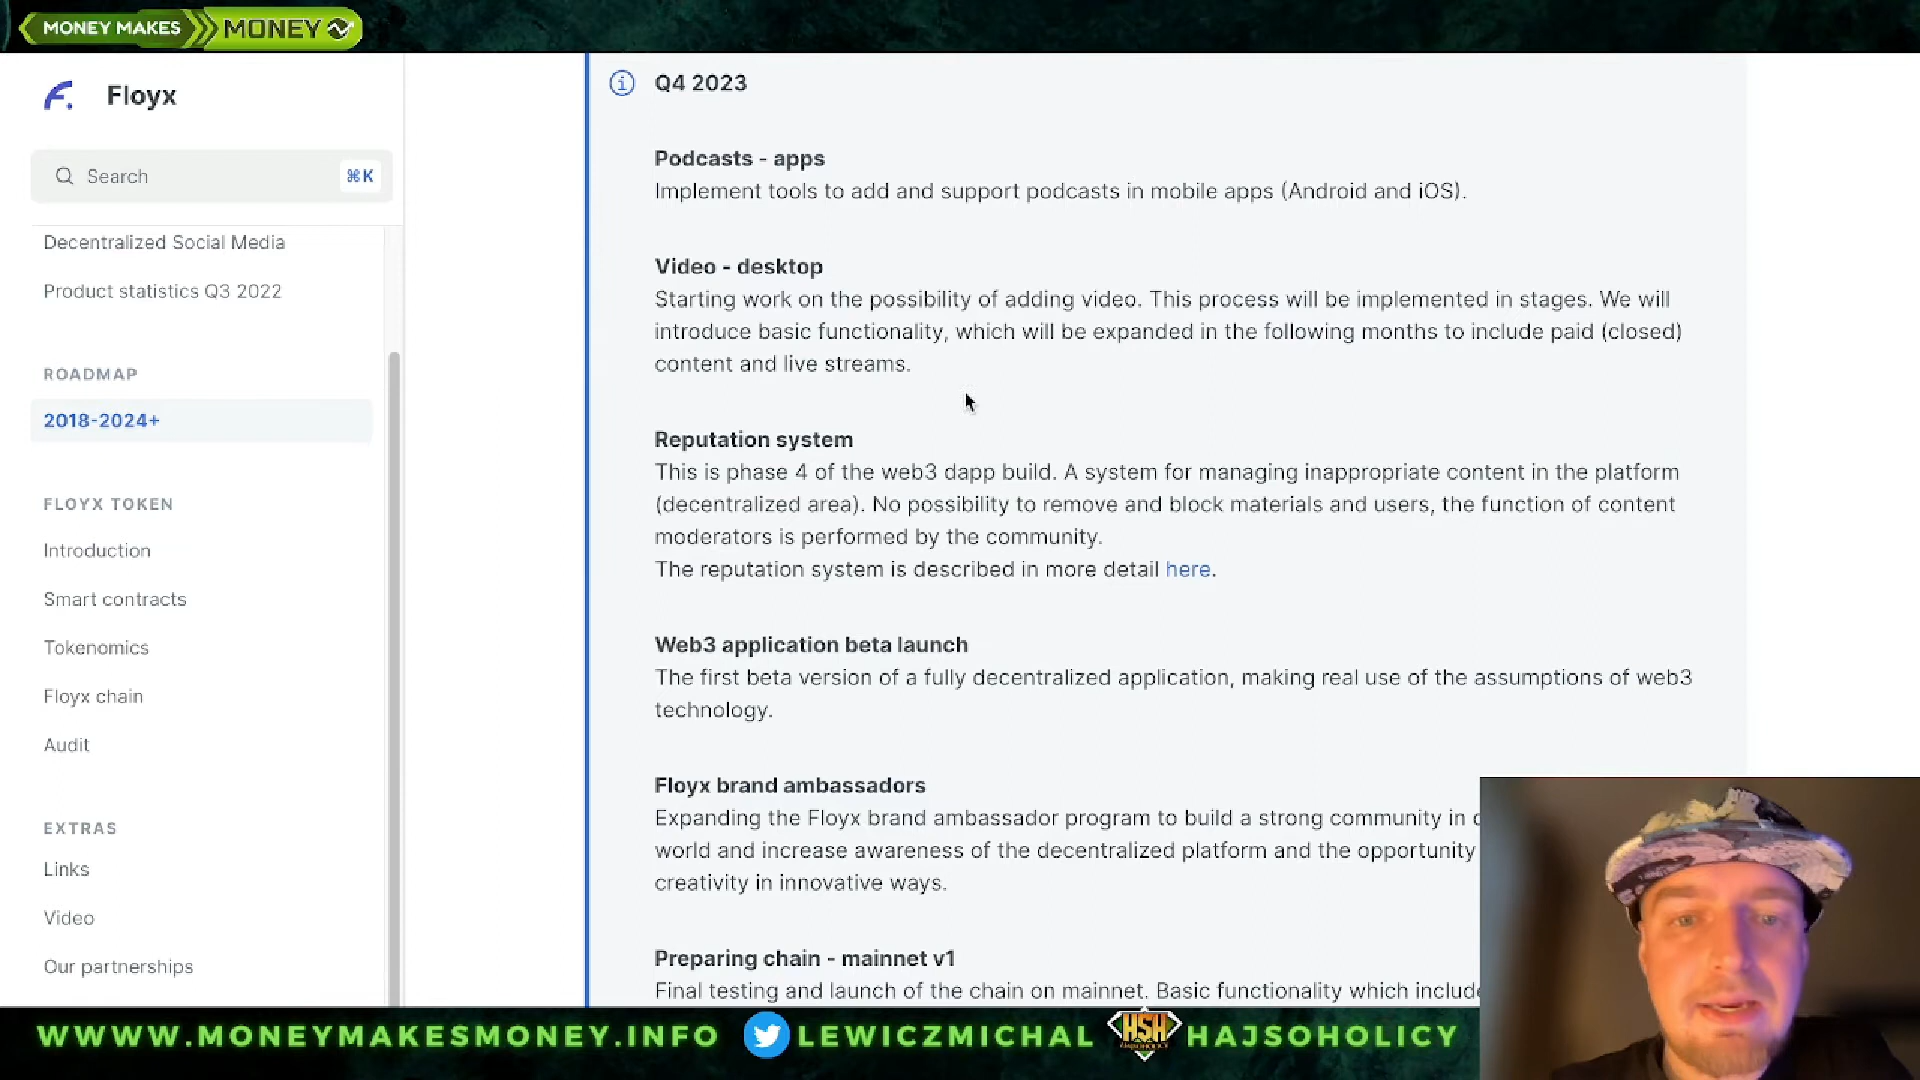 MONEY MAKES MONEY
Floyx
Search
⌘K
Decentralized Social Media
Product statistics Q3 2022
ROADMAP
2018-2024+
FLOYX TOKEN
Introduction
Smart contracts
Tokenomics
Floyx chain
Audit
EXTRAS
Links
Video
Our partnerships
Q4 2023
Podcasts - apps
Implement tools to add and support podcasts in mobile apps (Android and iOS).
Video - desktop
Starting work on the possibility of adding video. This process will be implemented in stages. We will
introduce basic functionality, which will be expanded in the following months to include paid (closed)
content and live streams.
Reputation system
This is phase 4 of the web3 dapp build. A system for managing inappropriate content in the platform
(decentralized area). No possibility to remove and block materials and users, the function of content
moderators is performed by the community.
The reputation system is described in more detail here.
Web3 application beta launch
The first beta version of a fully decentralized application, making real use of the assumptions of web3
technology.
Floyx brand ambassadors
Expanding the Floyx brand ambassador program to build a strong community in
world and increase awareness of the decentralized platform and the opportunity
creativity in innovative ways.
Preparing chain - mainnet v1
Final testing and launch of the chain on mainnet. Basic functionality which
WWWW.MONEYMAKESMONEY.INFO
LEWICZMICHAL
HSH
HAJSOHOLICY